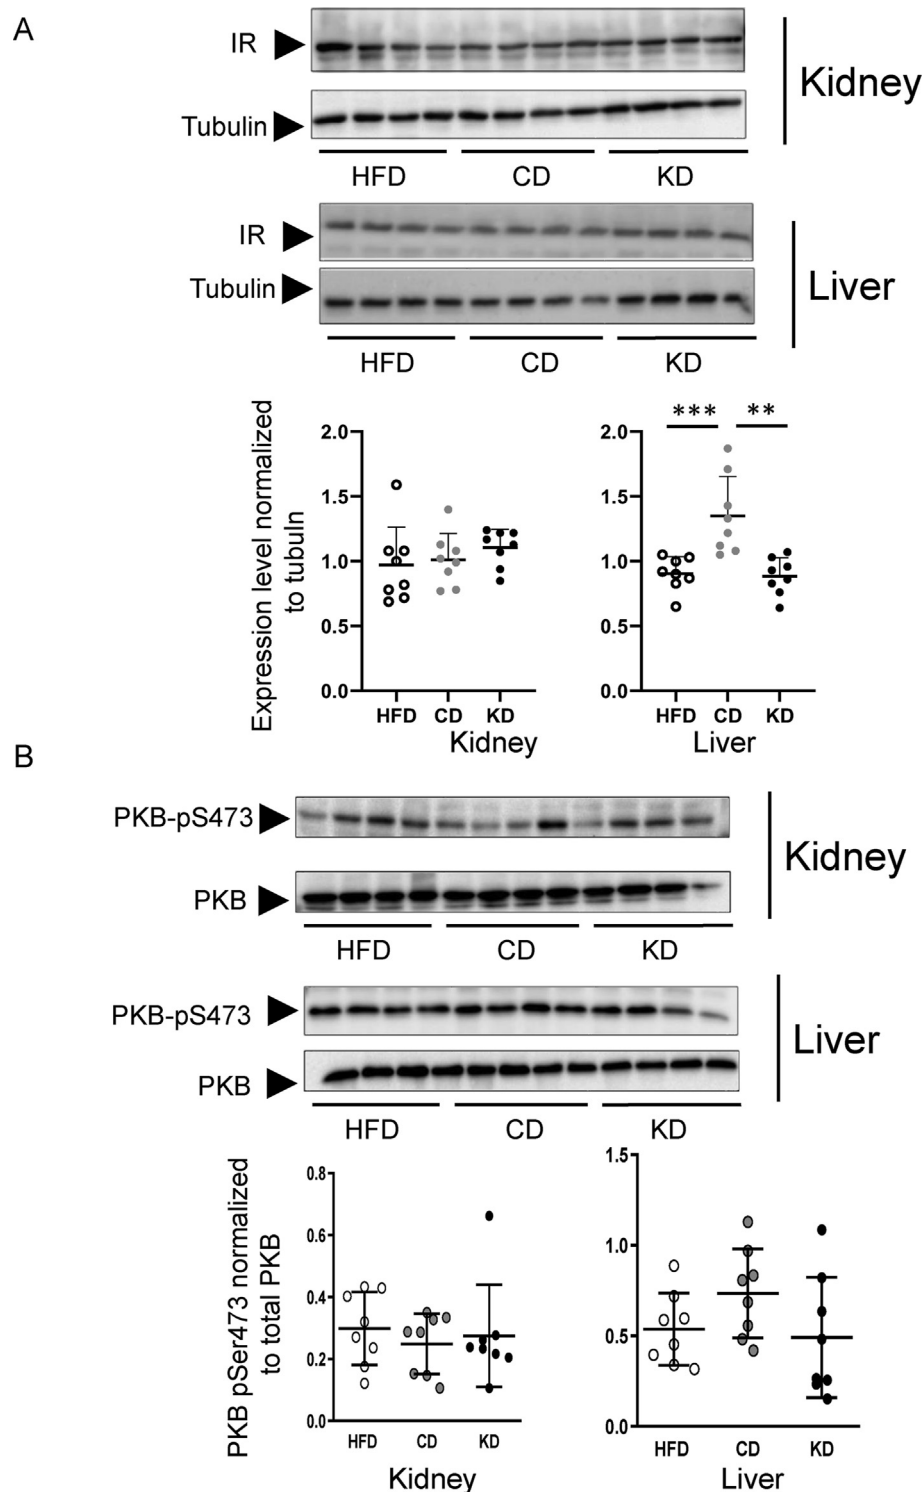 A
IR
Kidney
Tubulin
HFD CD KD
IR
Liver
Tubulin
HFD CD KD
Expression level normalized
to tubuln
*** **
2.0 2.0
1.5 1.5
1.0 1.0
0.5 0.5
0.0 0.0
HFD CD KD HFD CD KD
Kidney Liver
B
PKB-pS473
Kidney
PKB
HFD CD KD
PKB-pS473
Liver
PKB
HFD CD KD
PKB pSer473 normalized
to total PKB
0.8 1.5
0.6 1.0
0.4 0.5
0.2 0.0
0.0
HFD CD KD HFD CD KD
Kidney Liver